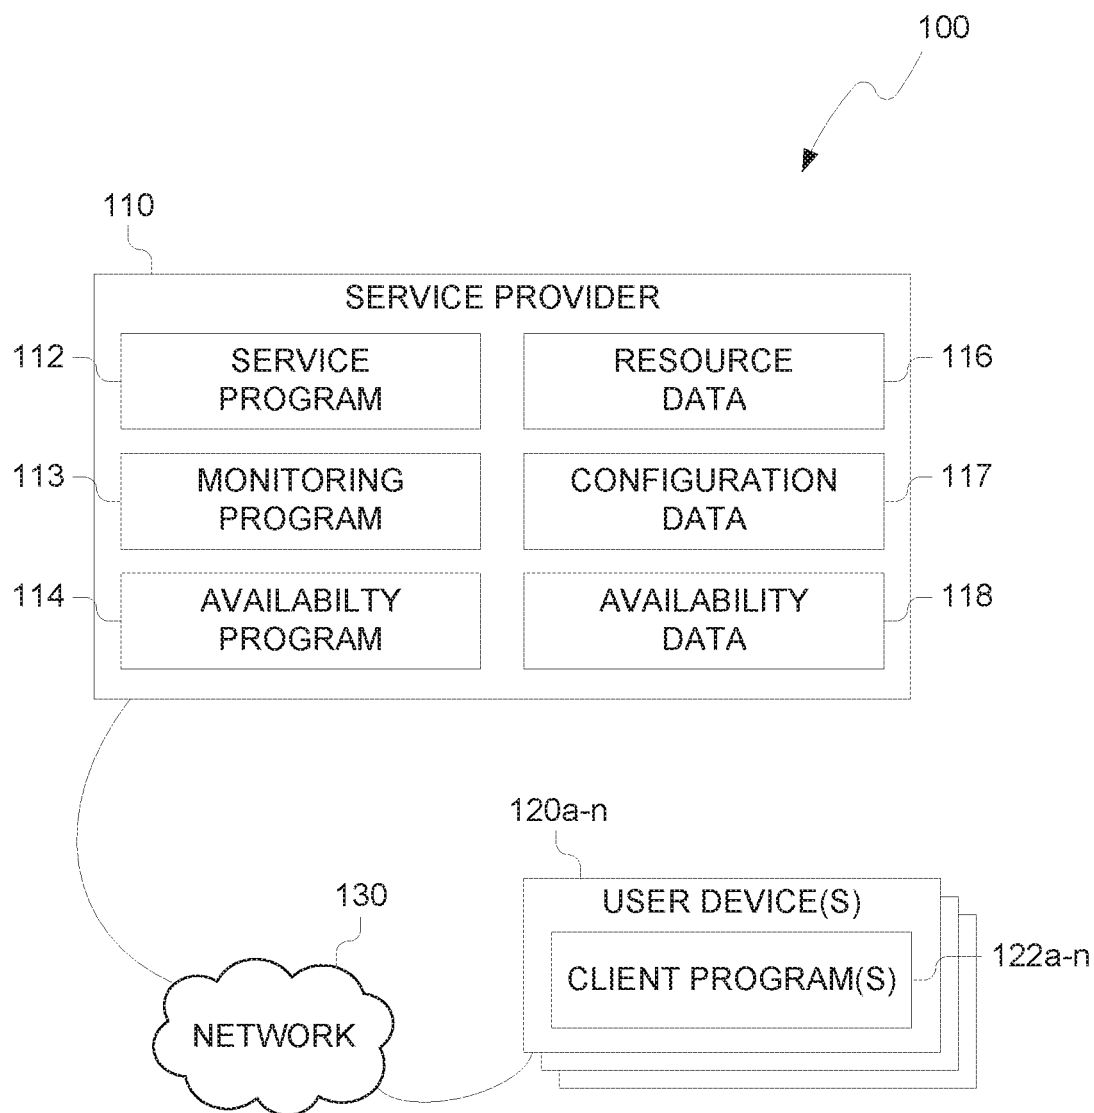 100
110
SERVICE PROVIDER
112
SERVICE
PROGRAM
RESOURCE
DATA
116
113
MONITORING
PROGRAM
CONFIGURATION
DATA
117
114
AVAILABILTY
PROGRAM
AVAILABILITY
DATA
118
120a-n
USER DEVICE(S)
130
CLIENT PROGRAM(S)
122a-n
NETWORK